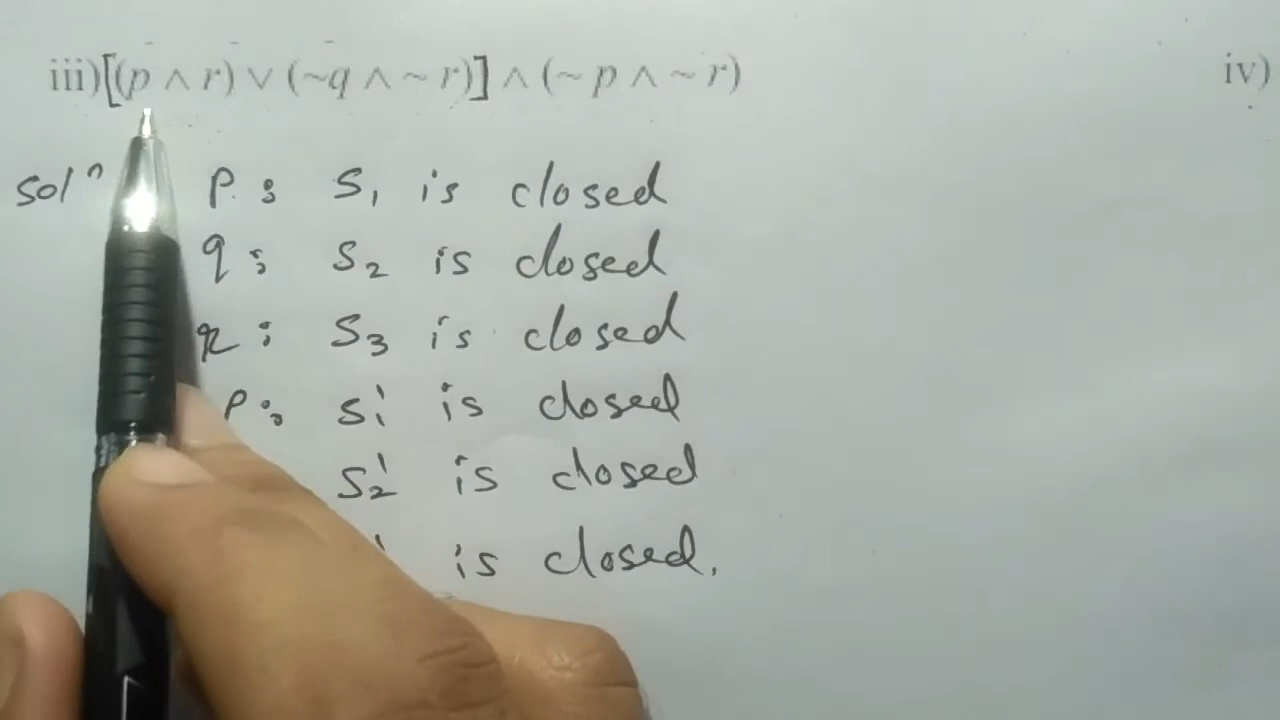 iii)[(p ∧ r) ∨ (~q ∧ ~ r)] ∧ (~ p ∧ ~ r)
iv)
solⁿ p : S₁ is closed
q : S₂ is closed
r : S₃ is closed
p : S₁' is closed
S₂' is closed
is closed.